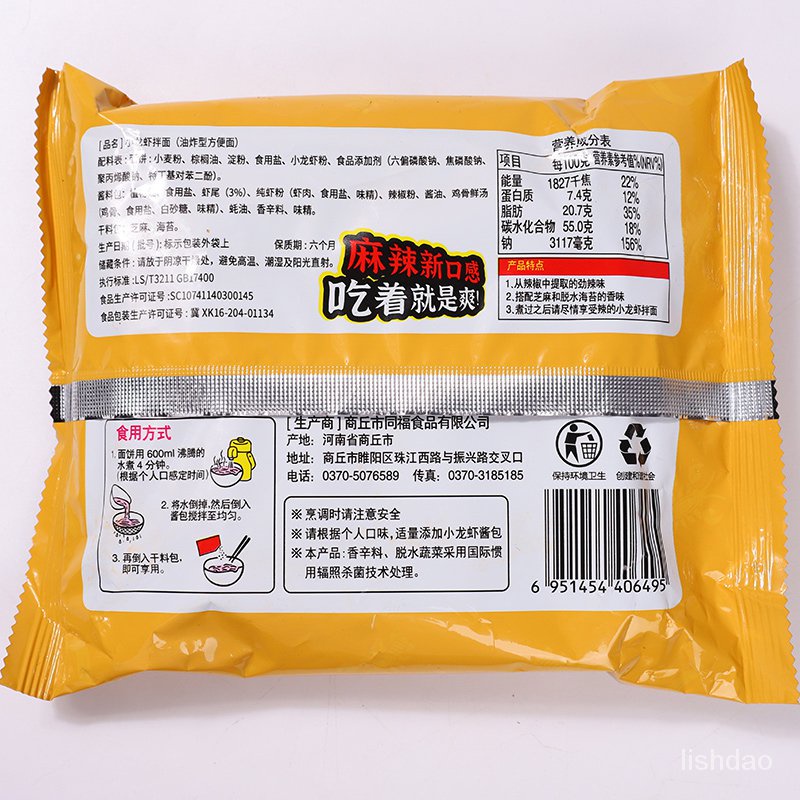 [品名]小龙虾拌面（油炸型方便面）
配料表：面饼：小麦粉、棕榈油、淀粉、食用盐、小龙虾粉、食品添加剂（六偏磷酸钠、焦磷酸钠、
聚丙烯酸钠、特丁基对苯二酚)。
酱料包：植物油、食用盐、虾尾（3%）、纯虾粉（虾肉、食用盐、味精）、辣椒粉、酱油、鸡骨鲜汤
(鸡骨、食用盐、白砂糖、味精）、蚝油、香辛料、味精。
干料包：芝麻、海苔。
生产日期（批号）：标示包装外袋上 保质期：六个月
储藏条件：请放于阴凉干燥处，避免高温、潮湿及阳光直射。
执行标准：LS/T3211 GB17400
食品生产许可证号：SC10741140300145
食品包装生产许可证号：冀 XK16-204-01134
麻辣新口感
吃着就是爽!
营养成分表
项目 每100克 营养素参考值%(NRV%)
能量 1827千焦 22%
蛋白质 7.4克 12%
脂肪 20.7克 35%
碳水化合物 55.0克 18%
钠 3117毫克 156%
产品特点
1.从辣椒中提取的劲辣味
2.搭配芝麻和脱水海苔的香味
3.煮过之后请尽情享受辣的小龙虾拌面
食用方式
1.面饼用 600ml 沸腾的
水煮 4 分钟。
(根据个人口感定时间)
2. 将水倒掉,然后倒入
酱包搅拌至均匀。
3. 再倒入干料包，
即可享用。
[生产商]商丘市同福食品有限公司
产地：河南省商丘市
地址：商丘市睢阳区珠江西路与振兴路交叉口
电话：0370-5076589 传真：0370-3185185
※ 烹调时请注意安全
※ 请根据个人口味,适量添加小龙虾酱包
※ 本产品：香辛料、脱水蔬菜采用国际惯
用辐照杀菌技术处理。
保持环境卫生 创建和谐社会
6 951454 406495
lishdao